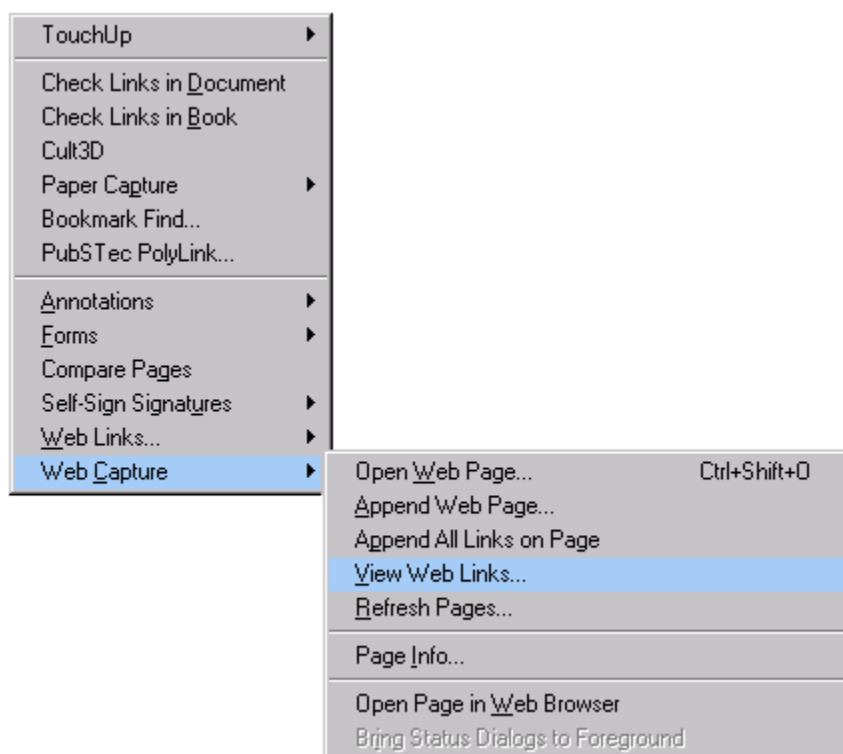 TouchUp
Check Links in Document
Check Links in Book
Cult3D
Paper Capture
Bookmark Find...
PubSTec PolyLink...
Annotations
Forms
Compare Pages
Self-Sign Signatures
Web Links...
Web Capture
Open Web Page... Ctrl+Shift+O
Append Web Page...
Append All Links on Page
View Web Links...
Refresh Pages...
Page Info...
Open Page in Web Browser
Bring Status Dialogs to Foreground